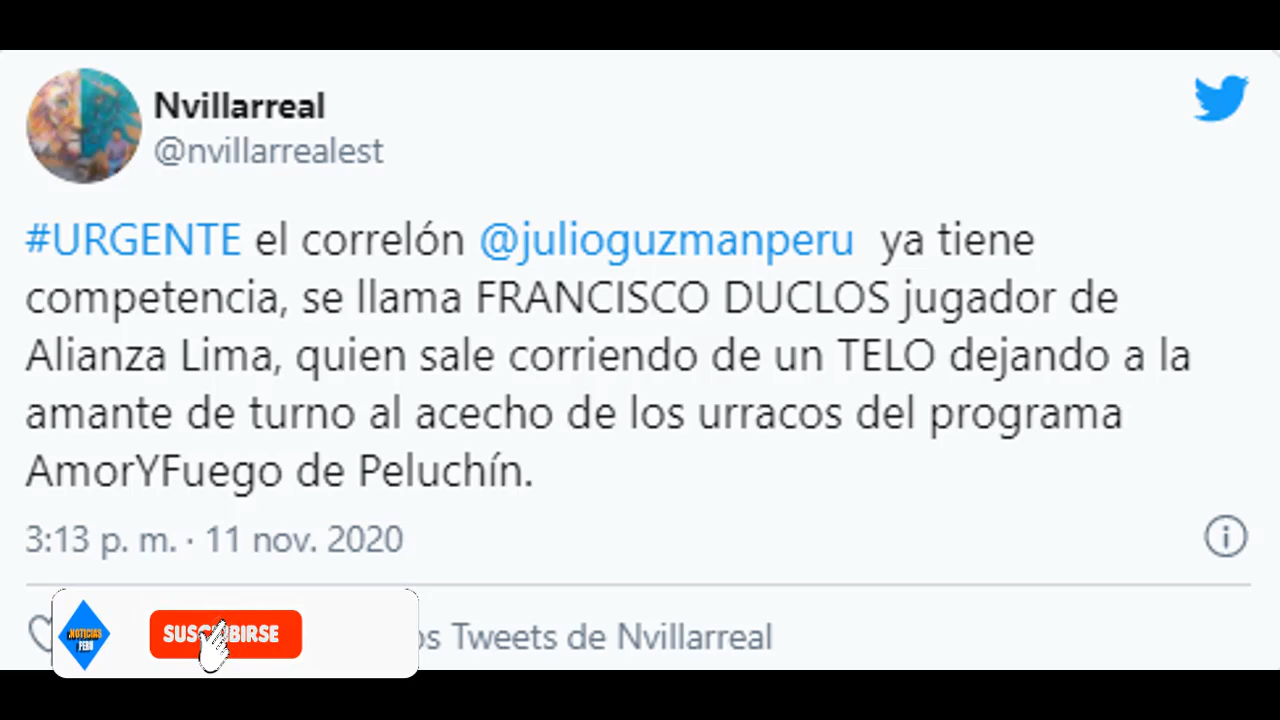 Nvillarreal
@nvillarrealest
#URGENTE el correlón @julioguzmanperu ya tiene
competencia, se llama FRANCISCO DUCLOS jugador de
Alianza Lima, quien sale corriendo de un TELO dejando a la
amante de turno al acecho de los urracos del programa
AmorYFuego de Peluchín.
3:13 p. m. · 11 nov. 2020
os Tweets de Nvillarreal
NOTICIAS
PERU
SUSCRIBIRSE